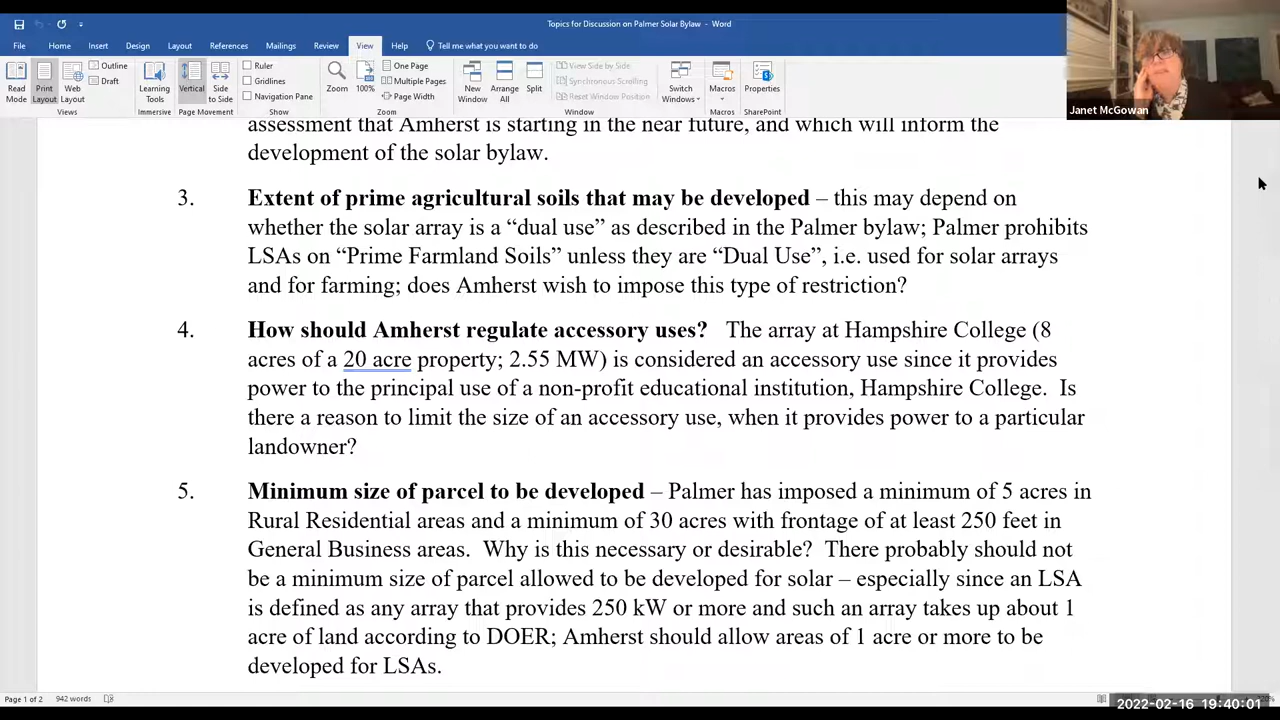 Topics for Discussion on Palmer Solar Bylaw - Word
File Home Insert Design Layout References Mailings Review View Help Tell me what you want to do
Read Mode Print Layout Web Layout Outline Draft Views
Learning Tools Immersive
Vertical Side to Side Page Movement
Ruler Gridlines Navigation Pane Show
Zoom 100% One Page Multiple Pages Page Width Zoom
New Window Arrange All Split View Side by Side Synchronous Scrolling Reset Window Position Window
Switch Windows Macros Macros Properties SharePoint
Janet McGowan
assessment that Amherst is starting in the near future, and which will inform the
development of the solar bylaw.
3. Extent of prime agricultural soils that may be developed – this may depend on
whether the solar array is a “dual use” as described in the Palmer bylaw; Palmer prohibits
LSAs on “Prime Farmland Soils” unless they are “Dual Use”, i.e. used for solar arrays
and for farming; does Amherst wish to impose this type of restriction?
4. How should Amherst regulate accessory uses? The array at Hampshire College (8
acres of a 20 acre property; 2.55 MW) is considered an accessory use since it provides
power to the principal use of a non-profit educational institution, Hampshire College. Is
there a reason to limit the size of an accessory use, when it provides power to a particular
landowner?
5. Minimum size of parcel to be developed – Palmer has imposed a minimum of 5 acres in
Rural Residential areas and a minimum of 30 acres with frontage of at least 250 feet in
General Business areas. Why is this necessary or desirable? There probably should not
be a minimum size of parcel allowed to be developed for solar – especially since an LSA
is defined as any array that provides 250 kW or more and such an array takes up about 1
acre of land according to DOER; Amherst should allow areas of 1 acre or more to be
developed for LSAs.
Page 1 of 2 942 words
2022-02-16 19:40:01